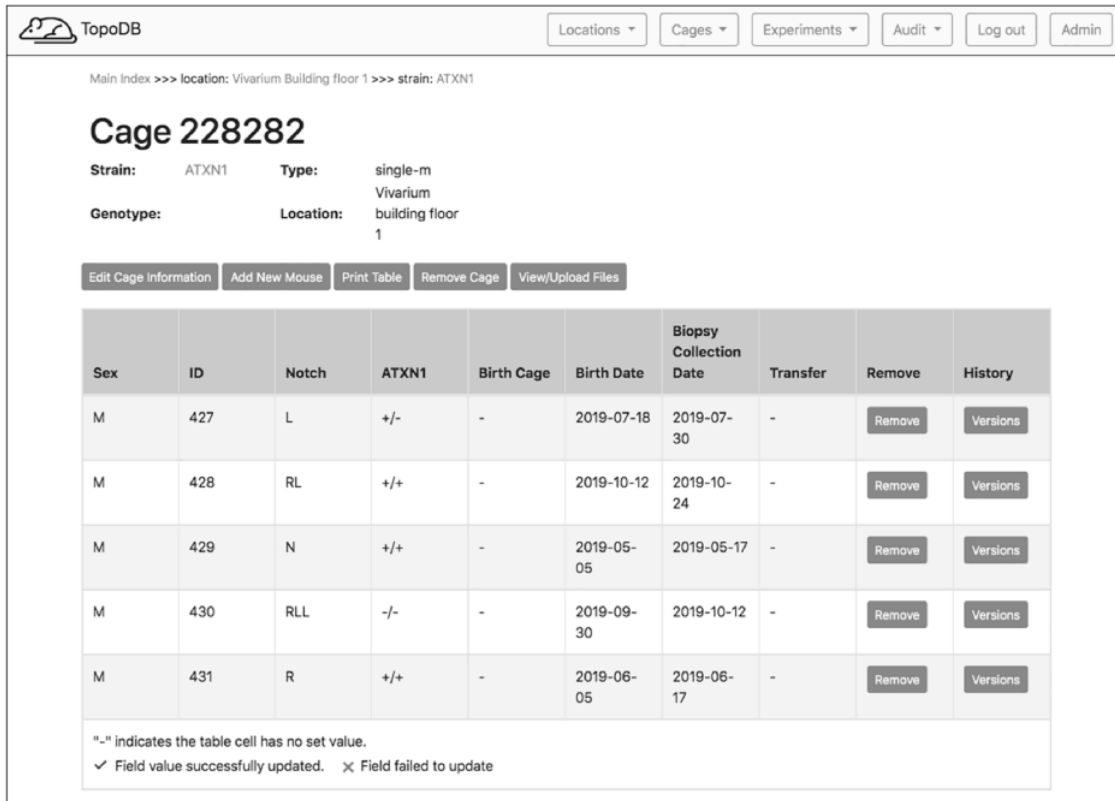 TopoDB Locations Cages Experiments Audit Log out Admin
Main Index >>> location: Vivarium Building floor 1 >>> strain: ATXN1
Cage 228282
Strain: ATXN1 Type: single-m
Genotype: Location: Vivarium
building floor
1
Edit Cage Information Add New Mouse Print Table Remove Cage View/Upload Files
Sex ID Notch ATXN1 Birth Cage Birth Date Biopsy
Collection
Date Transfer Remove History
M 427 L +/- - 2019-07-18 2019-07-
30 - Remove Versions
M 428 RL +/+ - 2019-10-12 2019-10-
24 - Remove Versions
M 429 N +/+ - 2019-05-
05 2019-05-17 - Remove Versions
M 430 RLL -/- - 2019-09-
30 2019-10-12 - Remove Versions
M 431 R +/+ - 2019-06-
05 2019-06-
17 - Remove Versions
"-" indicates the table cell has no set value.
✓ Field value successfully updated. ✕ Field failed to update